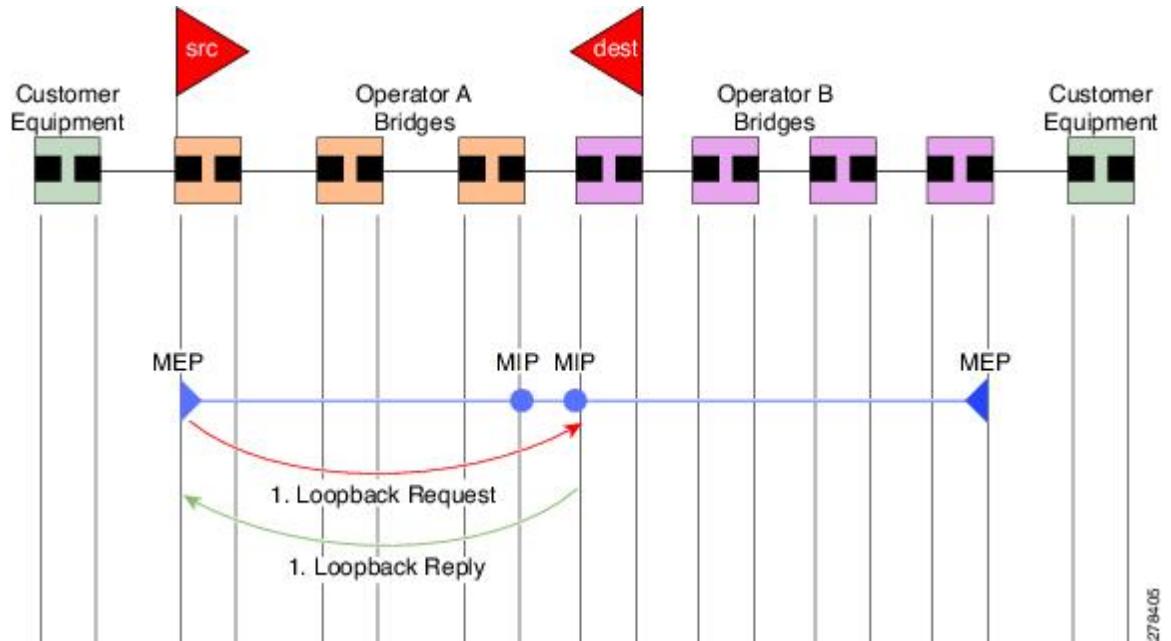 src
dest
Customer
Equipment
Operator A
Bridges
Operator B
Bridges
Customer
Equipment
MEP
MIP
MIP
MEP
1. Loopback Request
1. Loopback Reply
278405